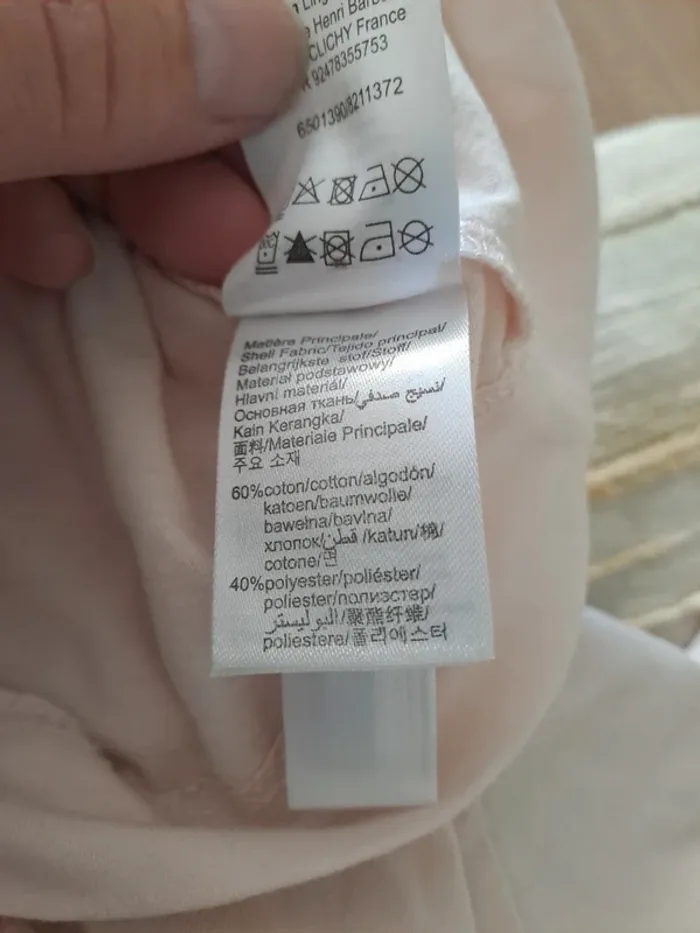 Henri Barb
CLICHY France
92478355753
6501390/8211372
Matière Principale/
Shell Fabric/Tejido principal/
Belangrijkste stof/Stoff/
Materiał podstawowy/
Hlavní materiál/
Основная ткань/نسيج صدفي/
Kain Kerangka/
面料/Materiale Principale/
주요 소재
60%coton/cotton/algodón/
katoen/baumwolle/
bawełna/bavlna/
хлопок/قطن/katun/棉/
cotone/면
40%polyester/poliéster/
poliester/полиэстер/
البوليستر/聚酯纤维/
poliestere/폴리에스터